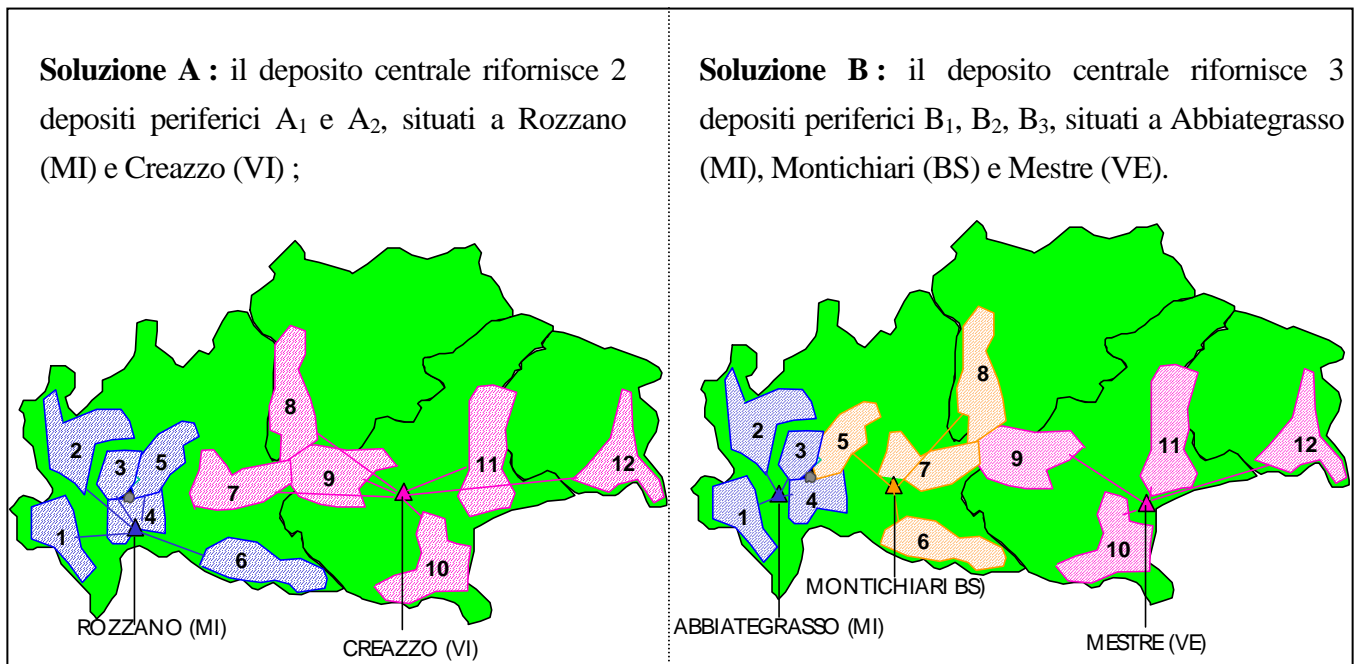 Soluzione A : il deposito centrale rifornisce 2
depositi periferici A1 e A2, situati a Rozzano
(MI) e Creazzo (VI) ;
8
2
3
5
7
9
11
12
1
4
6
10
ROZZANO (MI)
CREAZZO (VI)
Soluzione B : il deposito centrale rifornisce 3
depositi periferici B1, B2, B3, situati a Abbiategrasso
(MI), Montichiari (BS) e Mestre (VE).
8
2
3
5
7
9
11
12
1
4
6
10
MONTICHIARI BS)
ABBIATEGRASSO (MI)
MESTRE (VE)